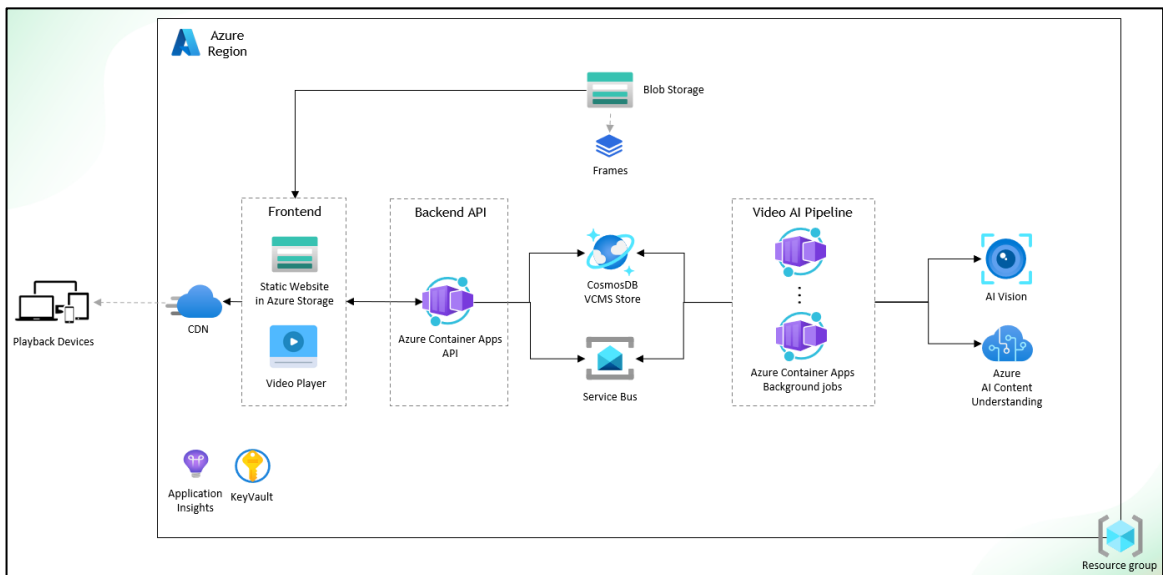 Azure
Region
Blob Storage
Frames
Frontend
Static Website
in Azure Storage
Video Player
Backend API
Azure Container Apps
API
CosmosDB
VCMS Store
Service Bus
Video AI Pipeline
Azure Container Apps
Background jobs
AI Vision
Azure
AI Content
Understanding
CDN
Playback Devices
Application
Insights
KeyVault
Resource group